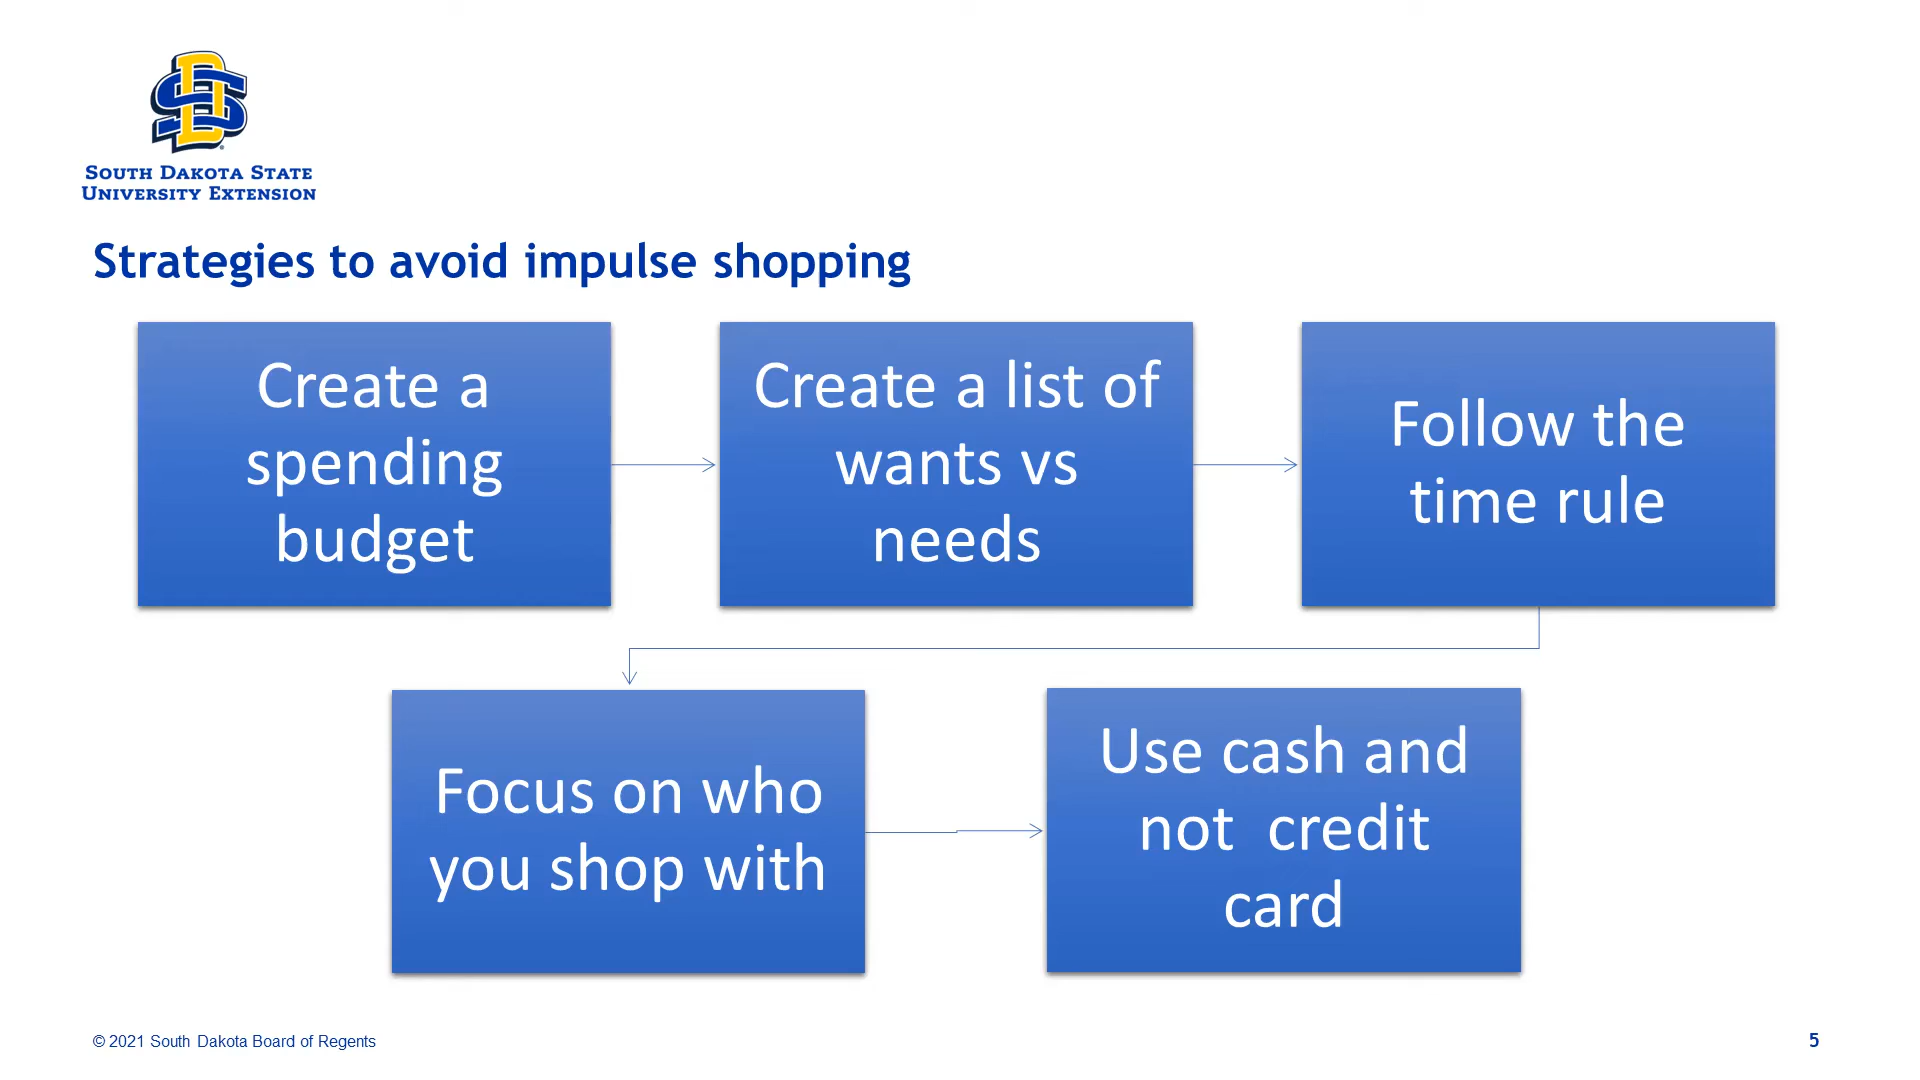 SD
SOUTH DAKOTA STATE
UNIVERSITY EXTENSION
Strategies to avoid impulse shopping
Create a
spending
budget
Create a list of
wants vs
needs
Follow the
time rule
Focus on who
you shop with
Use cash and
not  credit
card
© 2021 South Dakota Board of Regents
5